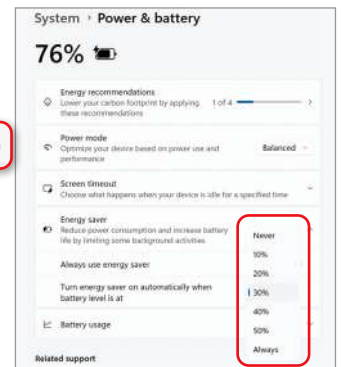 System › Power & battery
76%
Energy recommendations
Lower your carbon footprint by applying these recommendations
1 of 4
Power mode
Optimize your device based on power use and performance
Balanced
Screen timeout
Choose what happens when your device is idle for a specified time
Energy saver
Reduce power consumption and increase battery life by limiting some background activities
Always use energy saver
Turn energy saver on automatically when battery level is at
Never
10%
20%
30%
40%
50%
Always
Battery usage
Related support